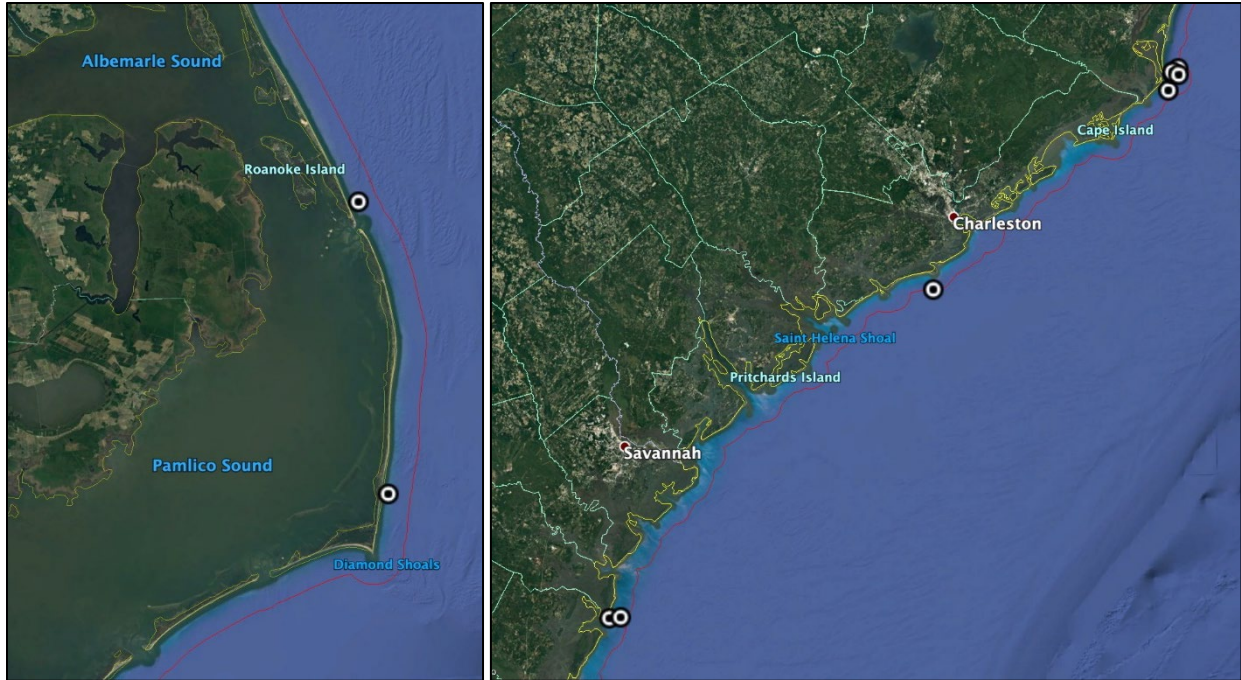 Albemarle Sound
Roanoke Island
Pamlico Sound
Diamond Shoals
Cape Island
Charleston
Saint Helena Shoal
Pritchards Island
Savannah